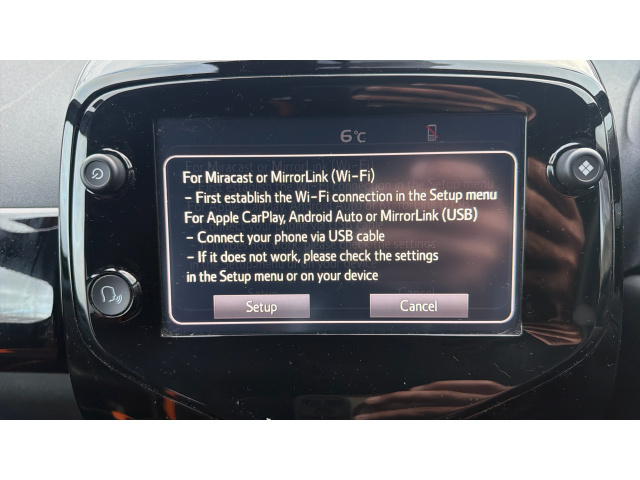 6°C
For Miracast or MirrorLink (Wi-Fi)
- First establish the Wi-Fi connection in the Setup menu
For Apple CarPlay, Android Auto or MirrorLink (USB)
- Connect your phone via USB cable
- If it does not work, please check the settings
in the Setup menu or on your device
Setup Cancel